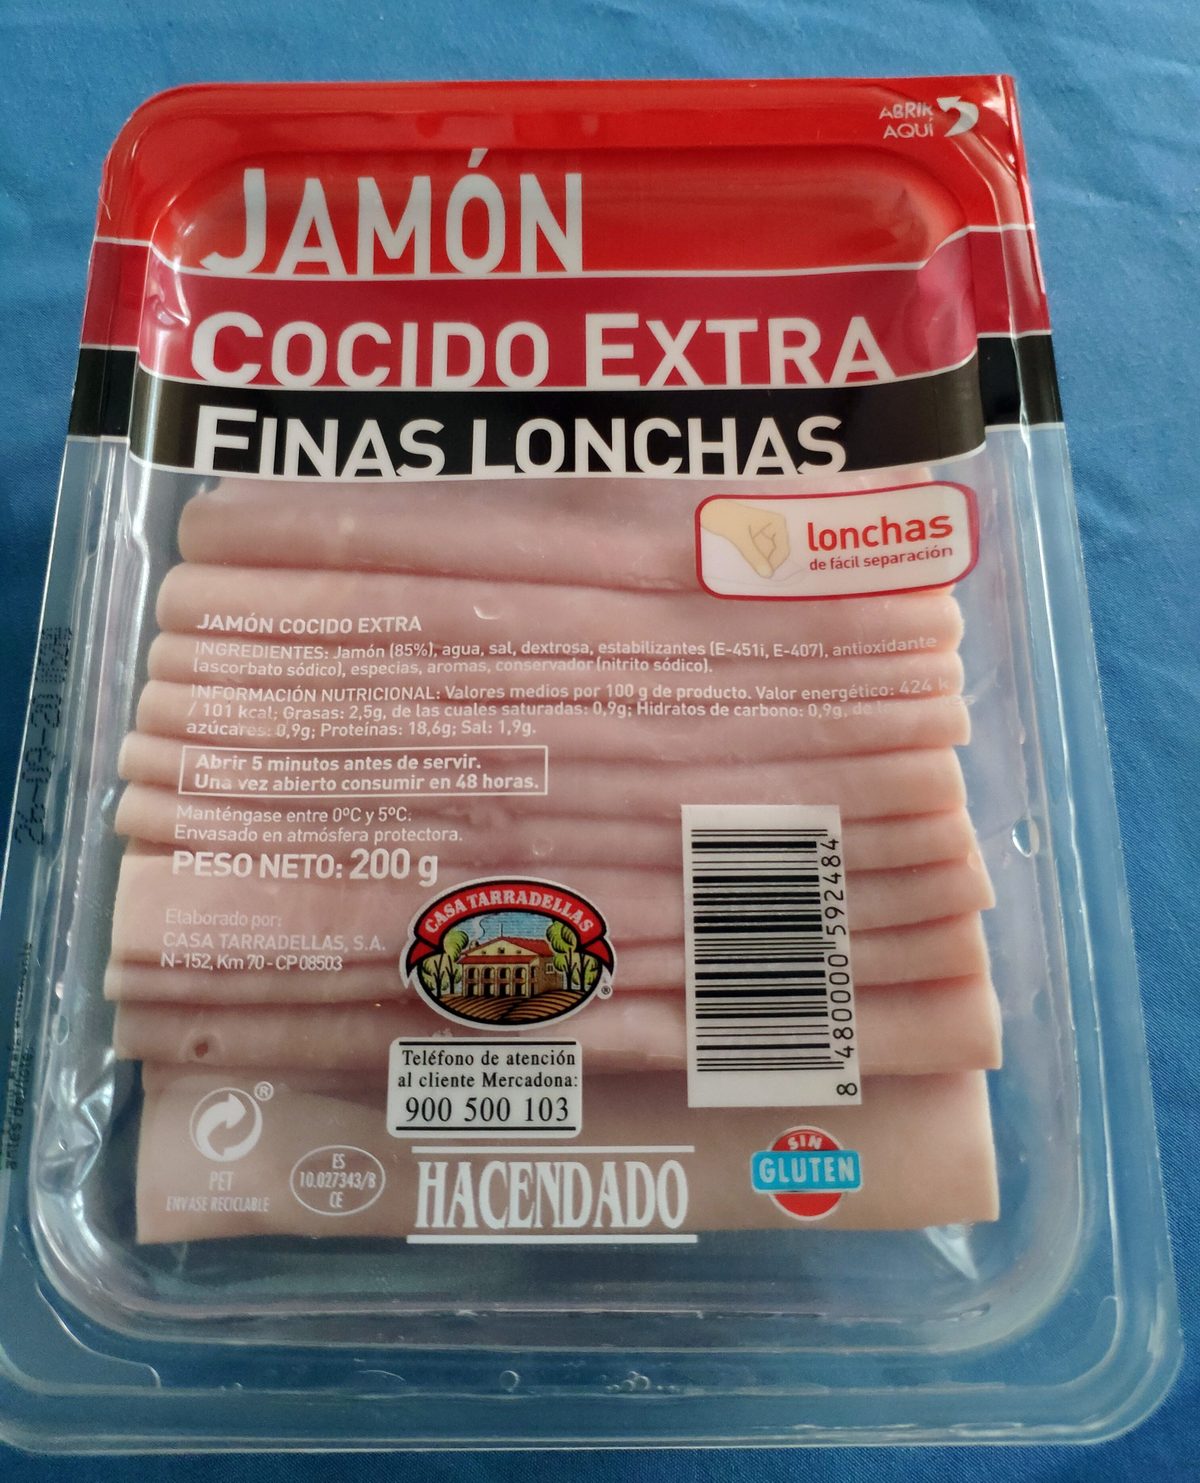 ABRIR
AQUÍ
JAMÓN
COCIDO EXTRA
FINAS LONCHAS
lonchas
de fácil separación
JAMÓN COCIDO EXTRA
INGREDIENTES: Jamón (85%), agua, sal, dextrosa, estabilizantes (E-451i, E-407), antioxidante
(ascorbato sódico), especias, aromas, conservador (nitrito sódico).
INFORMACIÓN NUTRICIONAL: Valores medios por 100 g de producto. Valor energético: 424 k
/ 101 kcal; Grasas: 2,5g, de las cuales saturadas: 0,9g; Hidratos de carbono: 0,9g, de
azúcares: 0,9g; Proteínas: 18,6g; Sal: 1,9g.
Abrir 5 minutos antes de servir.
Una vez abierto consumir en 48 horas.
Manténgase entre 0ºC y 5ºC.
Envasado en atmósfera protectora.
PESO NETO: 200 g
Elaborado por:
CASA TARRADELLAS, S.A.
N-152, Km 70 - CP 08503
CASA TARRADELLAS
®
8 480000 592484
Teléfono de atención
al cliente Mercadona:
900 500 103
®
PET
ENVASE RECICLABLE
ES
10.027343/B
CE
HACENDADO
SIN
GLUTEN
antes del/lote: